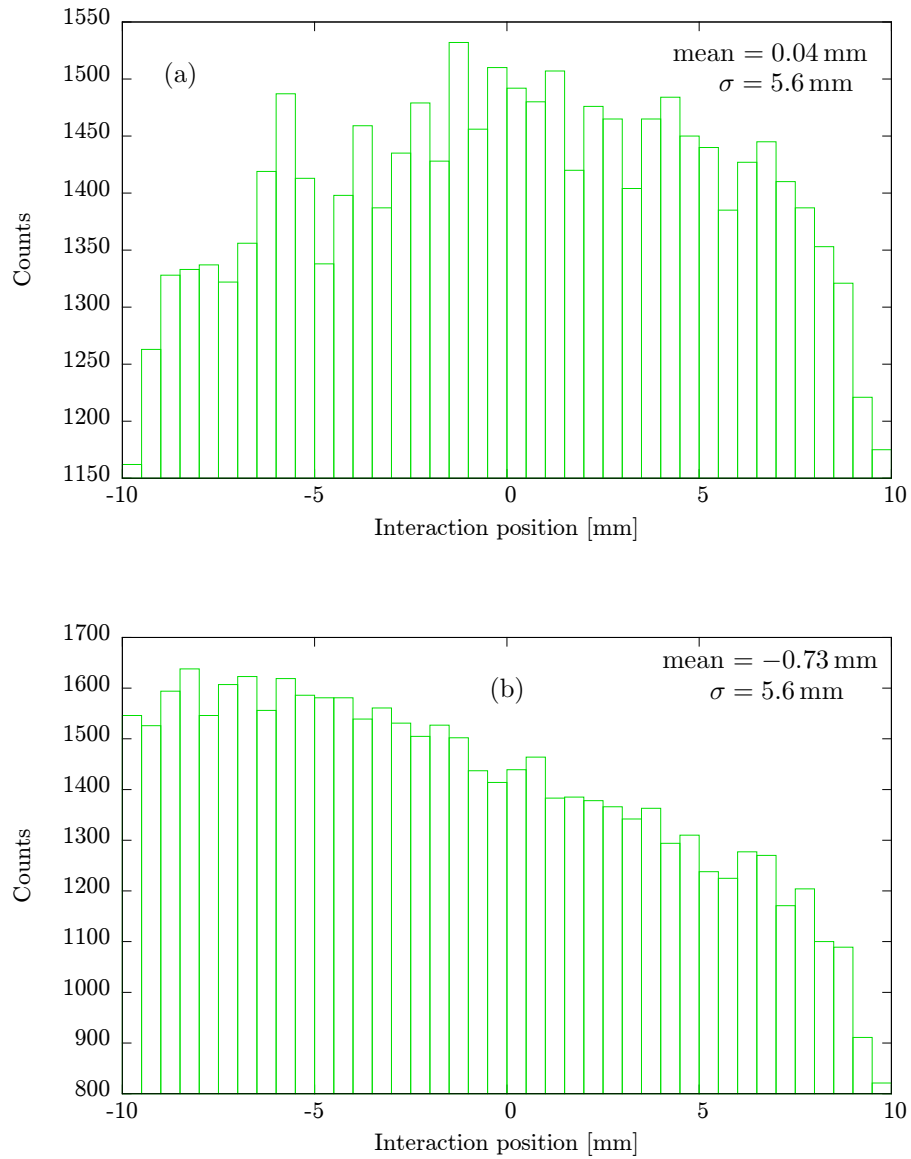 1550
1500
1450
1400
1350
1300
1250
1200
1150
Counts
(a)
mean = 0.04 mm
σ = 5.6 mm
-10 -5 0 5 10
Interaction position [mm]
1700
1600
1500
1400
1300
1200
1100
1000
900
800
Counts
(b)
mean = −0.73 mm
σ = 5.6 mm
-10 -5 0 5 10
Interaction position [mm]